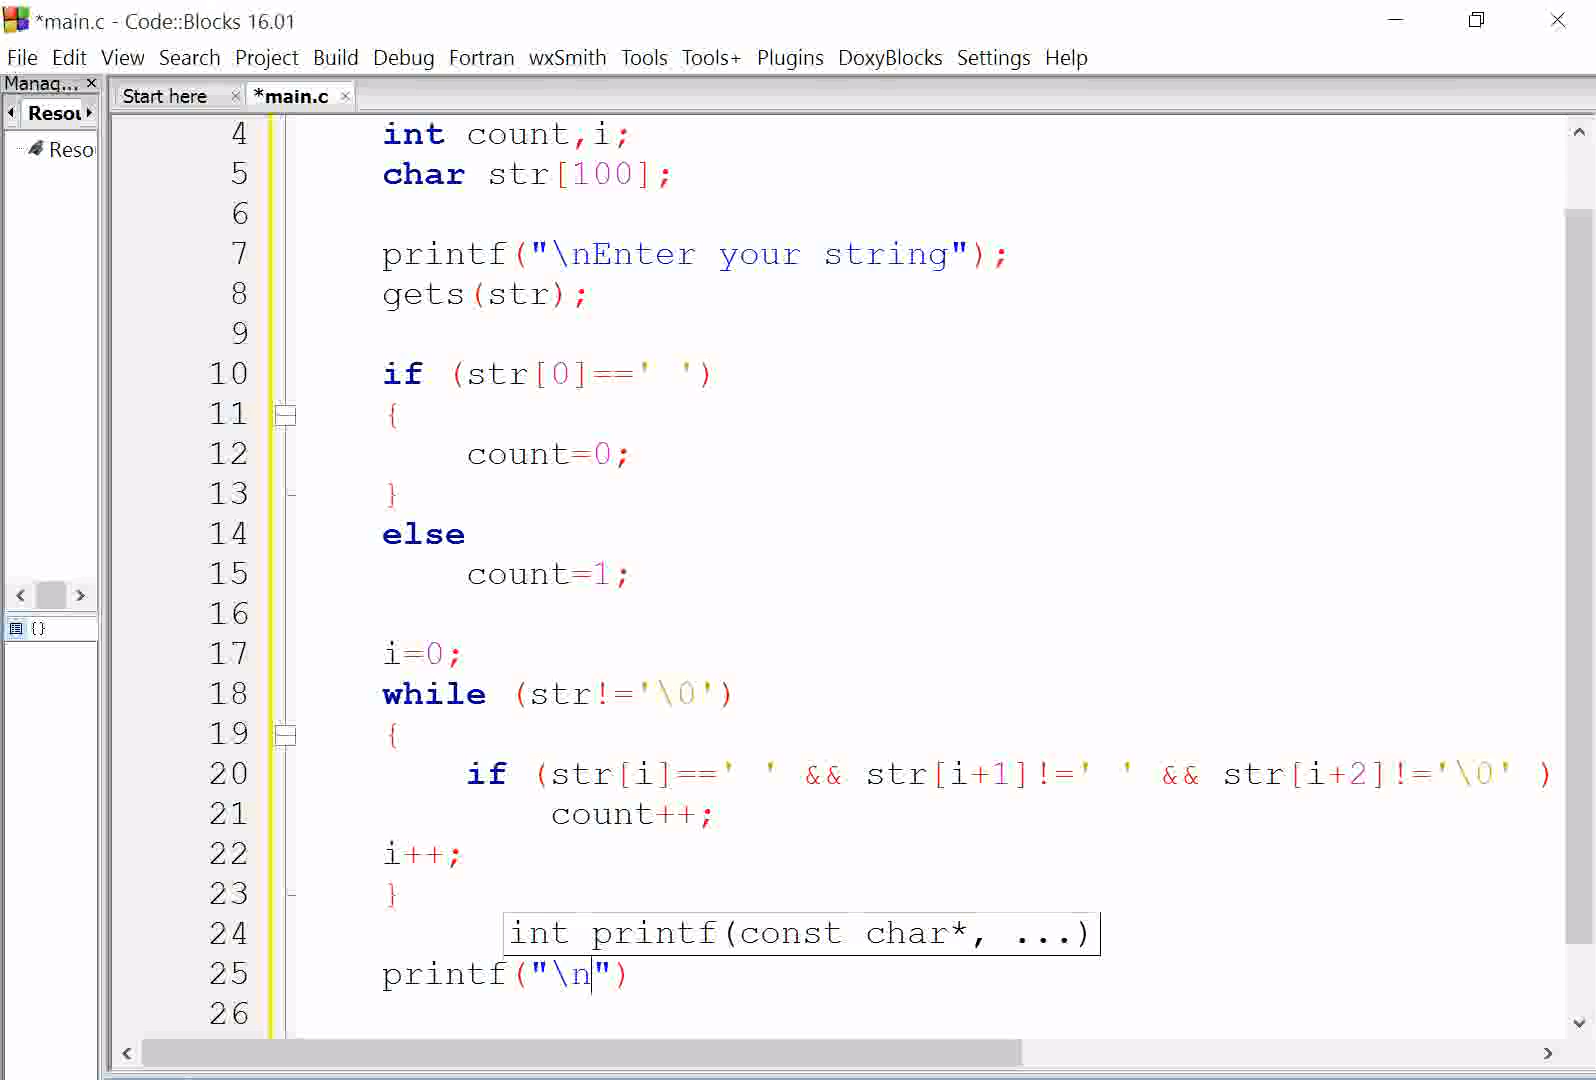 *main.c - Code::Blocks 16.01
File Edit View Search Project Build Debug Fortran wxSmith Tools Tools+ Plugins DoxyBlocks Settings Help
Manag...
Start here *main.c
Resou
Reso
4 int count,i;
5 char str[100];
6
7 printf("\nEnter your string");
8 gets(str);
9
10 if (str[0]==' ')
11 {
12 count=0;
13 }
14 else
15 count=1;
16
17 i=0;
18 while (str!='\0')
19 {
20 if (str[i]==' ' && str[i+1]!=' ' && str[i+2]!='\0' )
21 count++;
22 i++;
23 }
24 int printf(const char*, ...)
25 printf("\n")
26
{}